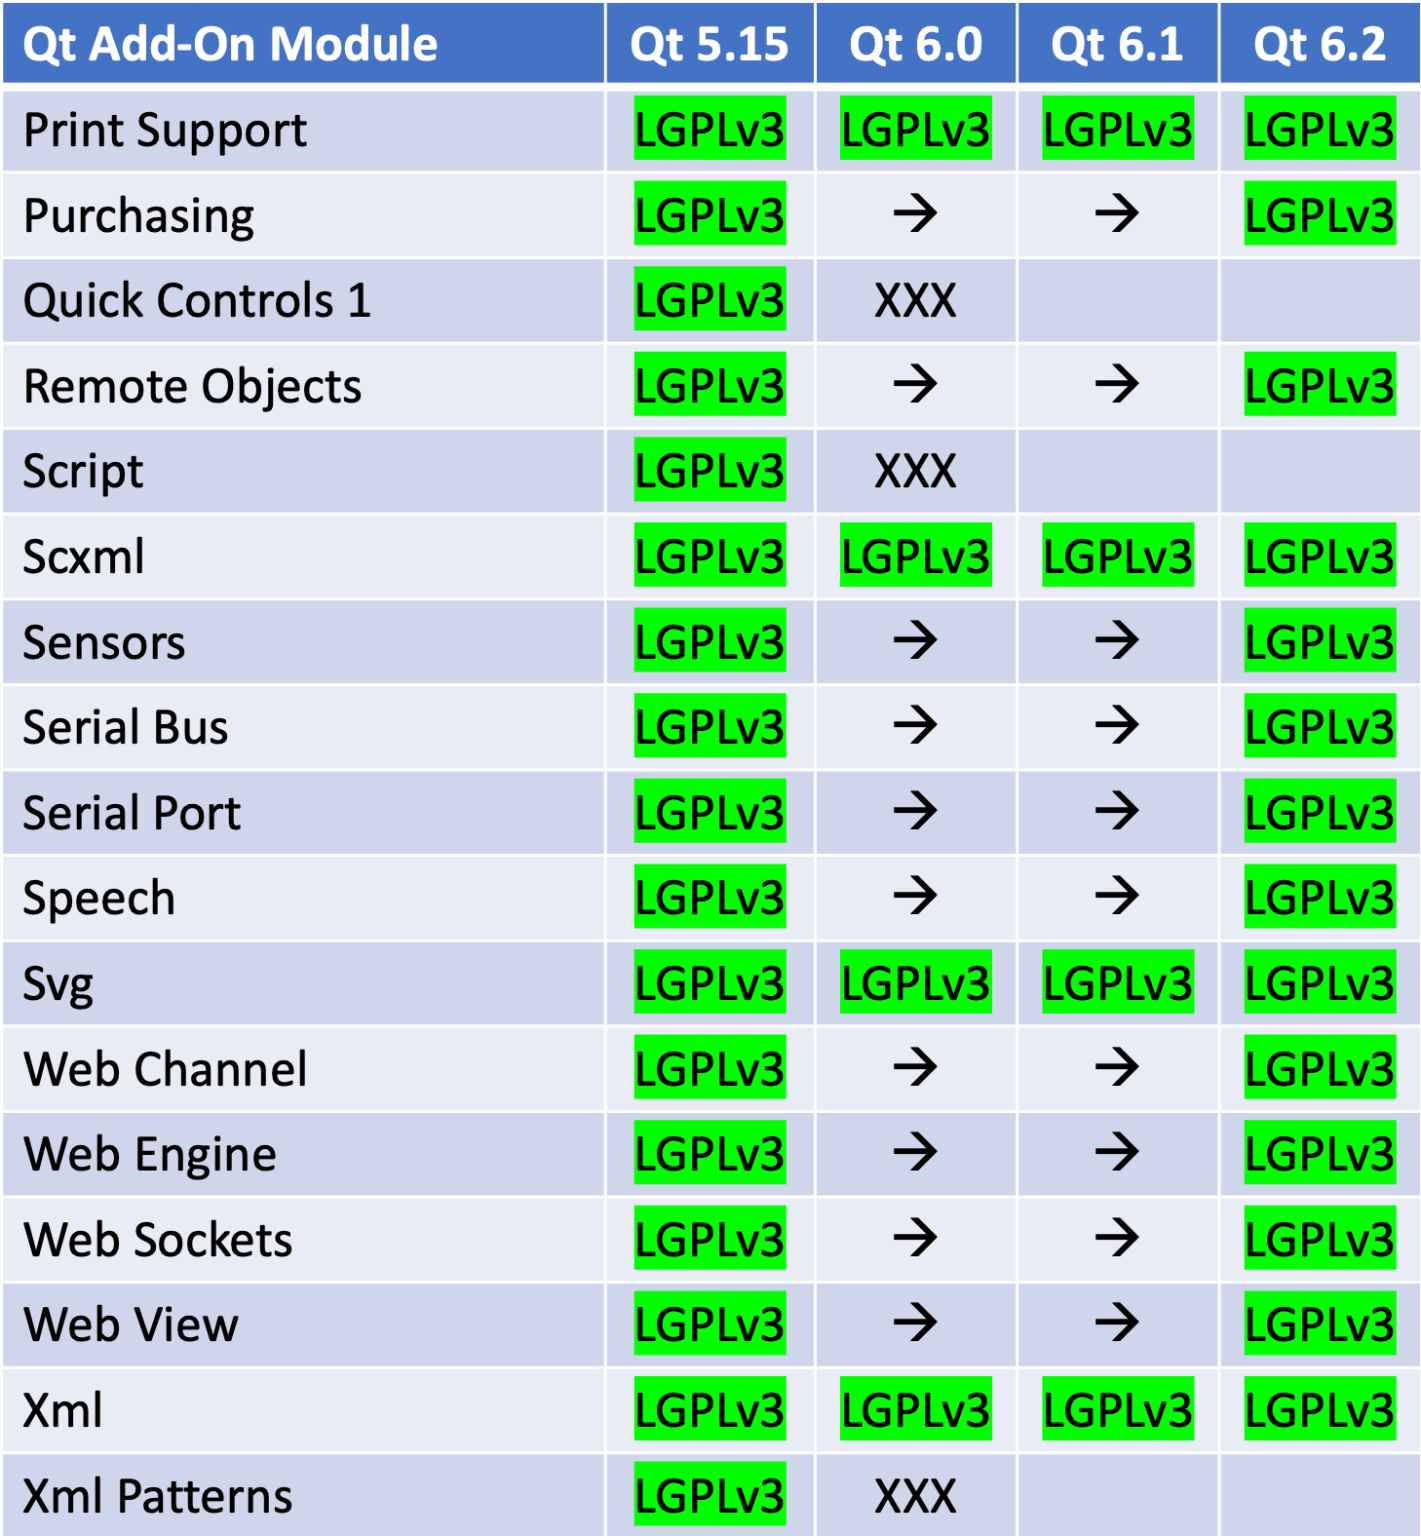 Qt Add-On Module Qt 5.15 Qt 6.0 Qt 6.1 Qt 6.2
Print Support LGPLv3 LGPLv3 LGPLv3 LGPLv3
Purchasing LGPLv3 → → LGPLv3
Quick Controls 1 LGPLv3 XXX
Remote Objects LGPLv3 → → LGPLv3
Script LGPLv3 XXX
Scxml LGPLv3 LGPLv3 LGPLv3 LGPLv3
Sensors LGPLv3 → → LGPLv3
Serial Bus LGPLv3 → → LGPLv3
Serial Port LGPLv3 → → LGPLv3
Speech LGPLv3 → → LGPLv3
Svg LGPLv3 LGPLv3 LGPLv3 LGPLv3
Web Channel LGPLv3 → → LGPLv3
Web Engine LGPLv3 → → LGPLv3
Web Sockets LGPLv3 → → LGPLv3
Web View LGPLv3 → → LGPLv3
Xml LGPLv3 LGPLv3 LGPLv3 LGPLv3
Xml Patterns LGPLv3 XXX